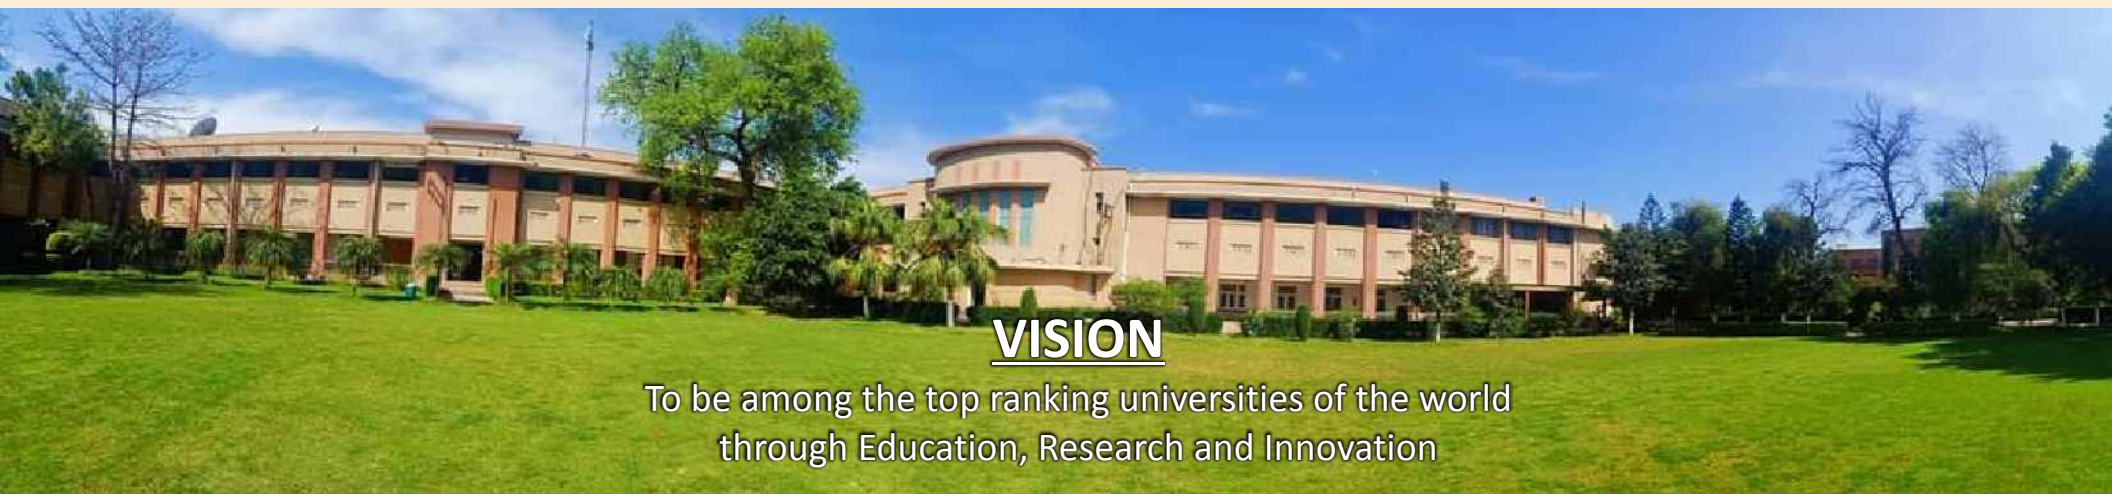 VISION
To be among the top ranking universities of the world
through Education, Research and Innovation